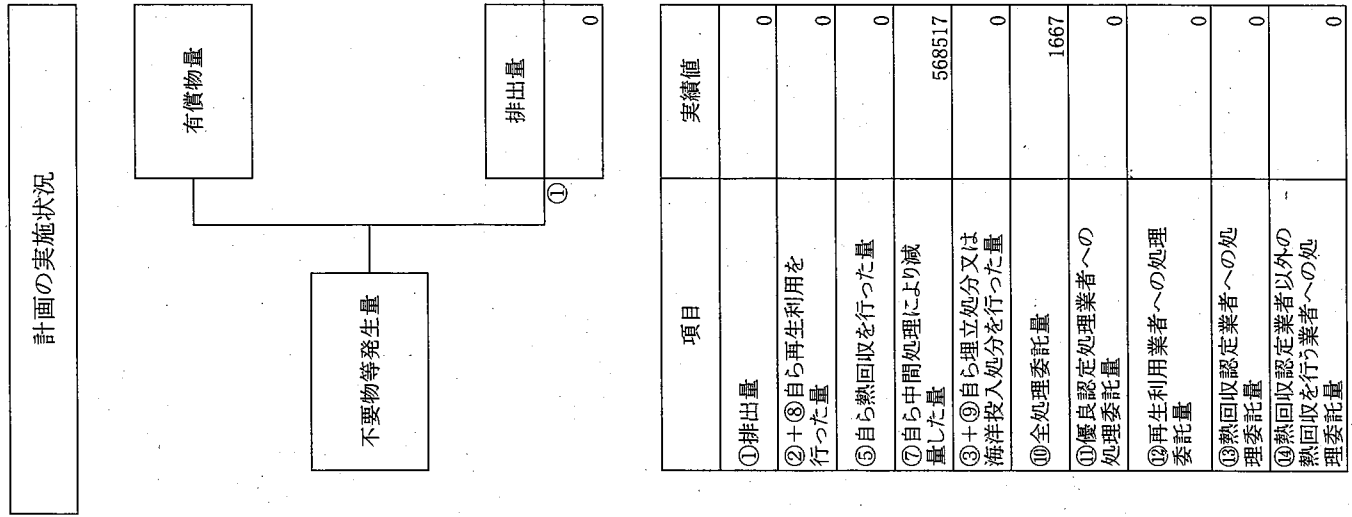 計画の実施状況
有償物量
不要物等発生量
排出量
①
0
項目
実績値
①排出量
0
②+⑧自ら再生利用を
行った量
0
⑤自ら熱回収を行った量
0
⑦自ら中間処理により減
量した量
568517
③+⑨自ら埋立処分又は
海洋投入処分を行った量
0
⑩全処理委託量
1667
⑪優良認定処理業者への
処理委託量
0
⑫再生利用業者への処理
委託量
0
⑬熱回収認定業者への処
理委託量
0
⑭熱回収認定業者以外の
熱回収を行う業者への処
理委託量
0